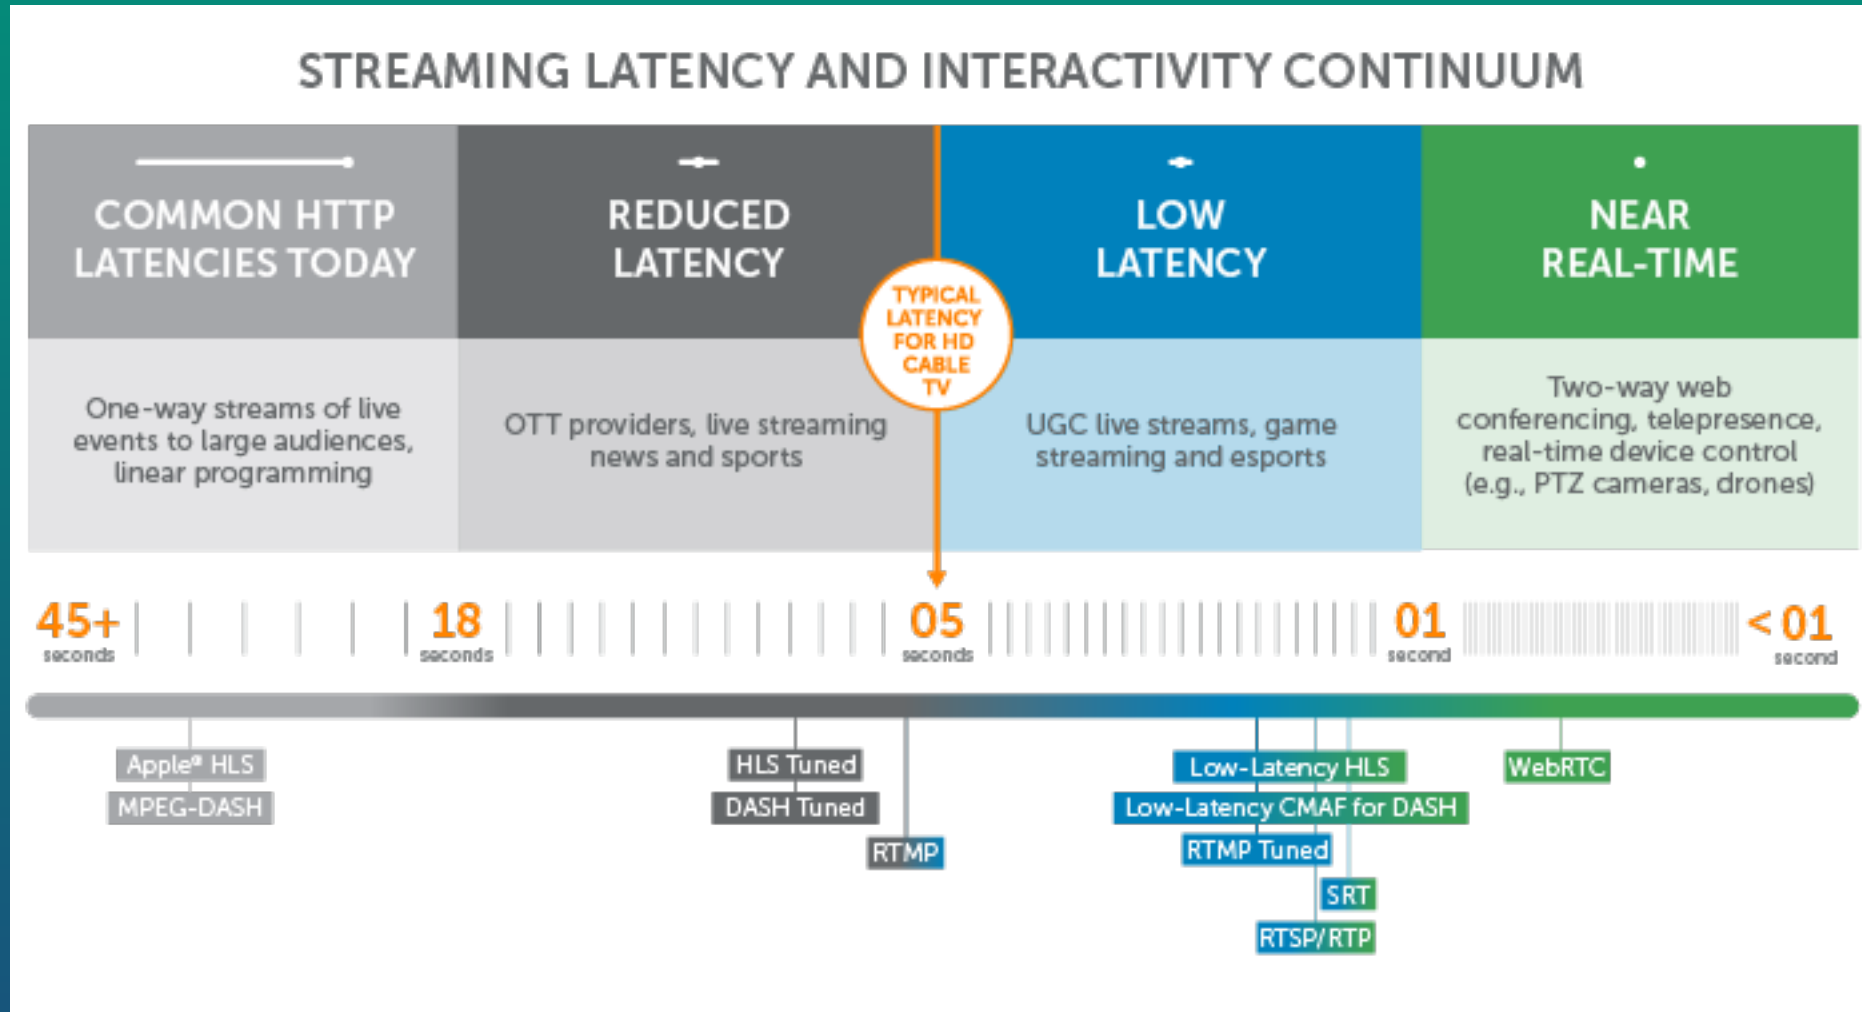 STREAMING LATENCY AND INTERACTIVITY CONTINUUM
COMMON HTTP
LATENCIES TODAY
REDUCED
LATENCY
LOW
LATENCY
NEAR
REAL-TIME
TYPICAL
LATENCY
FOR HD
CABLE
TV
One-way streams of live
events to large audiences,
linear programming
OTT providers, live streaming
news and sports
UGC live streams, game
streaming and esports
Two-way web
conferencing, telepresence,
real-time device control
(e.g., PTZ cameras, drones)
45+
seconds
18
seconds
05
seconds
01
second
< 01
second
Apple® HLS
MPEG-DASH
HLS Tuned
DASH Tuned
RTMP
Low-Latency HLS
Low-Latency CMAF for DASH
RTMP Tuned
SRT
RTSP/RTP
WebRTC